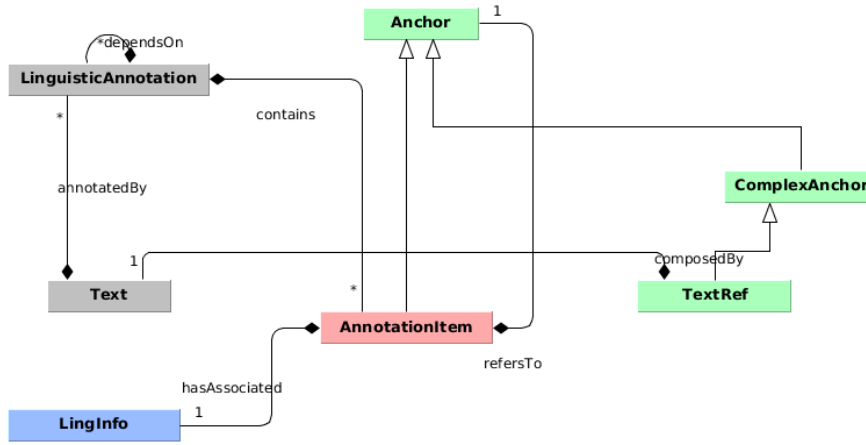 1
Anchor
*dependsOn
LinguisticAnnotation
*
contains
ComplexAnchor
annotatedBy
1
composedBy
Text
*
TextRef
AnnotationItem
refersTo
hasAssociated
1
LingInfo